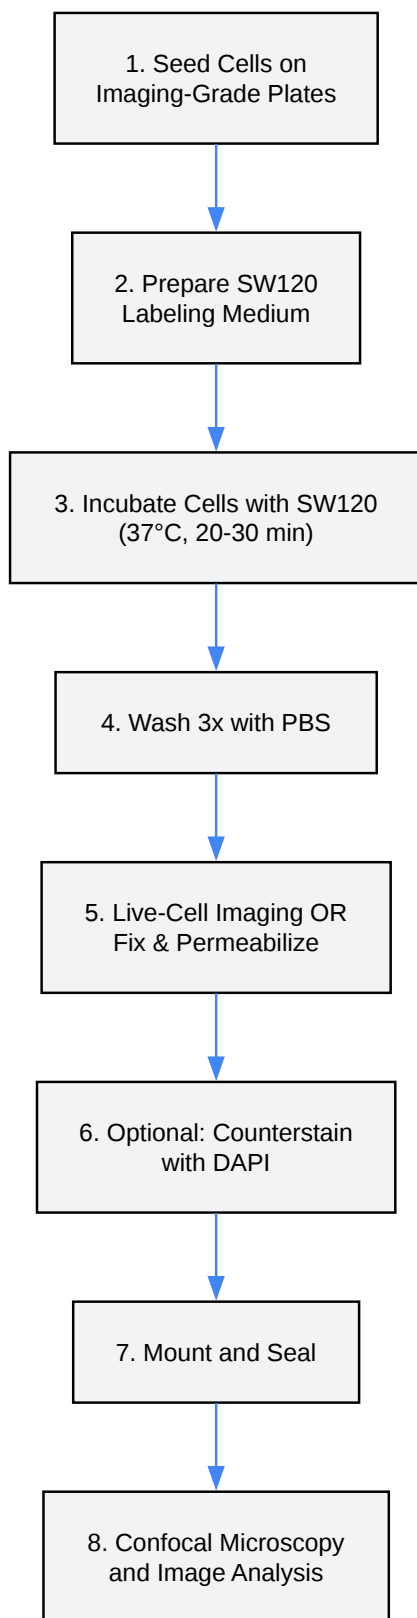 1. Seed Cells on
Imaging-Grade Plates
2. Prepare SW120
Labeling Medium
3. Incubate Cells with SW120
(37°C, 20-30 min)
4. Wash 3x with PBS
5. Live-Cell Imaging OR
Fix & Permeabilize
6. Optional: Counterstain
with DAPI
7. Mount and Seal
8. Confocal Microscopy
and Image Analysis